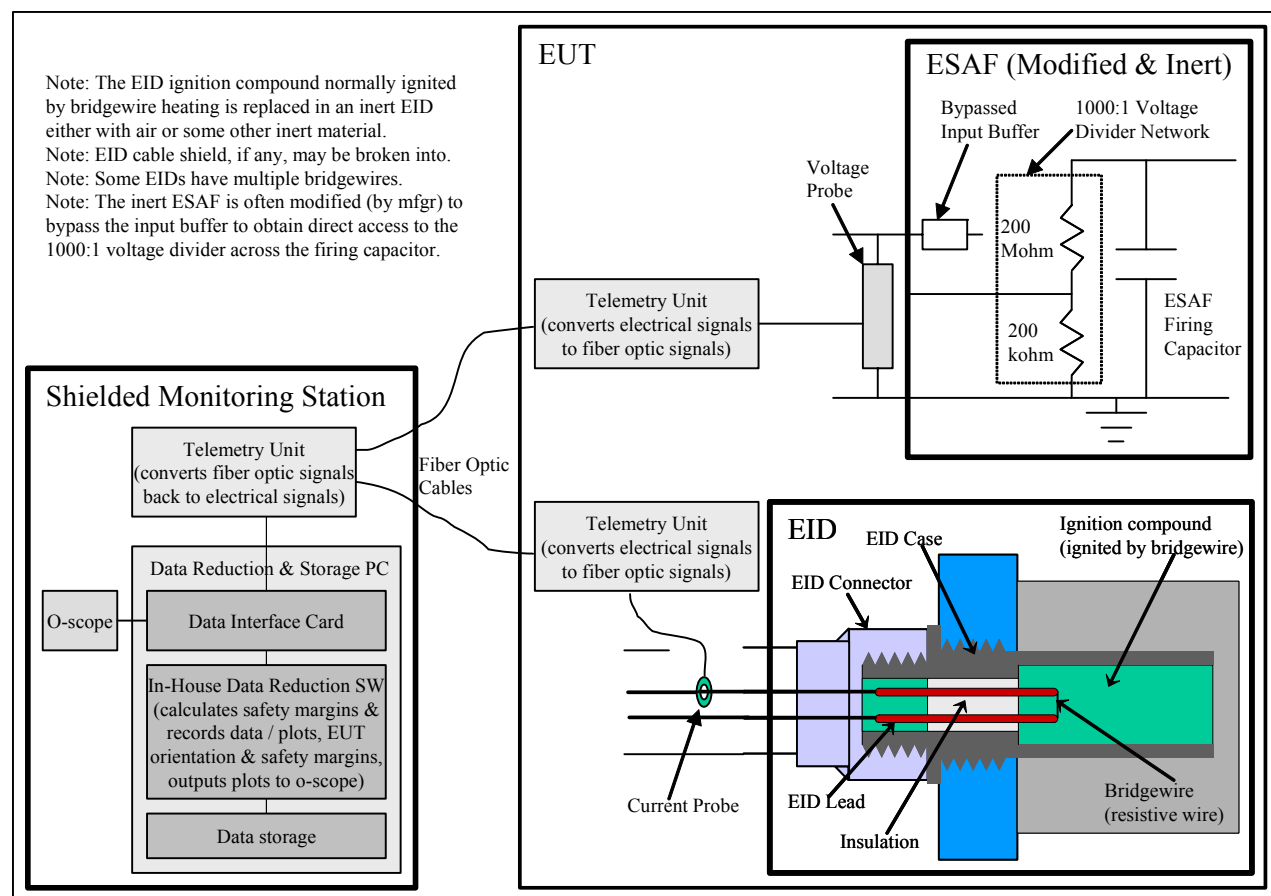 Note: The EID ignition compound normally ignited
by bridgewire heating is replaced in an inert EID
either with air or some other inert material.
Note: EID cable shield, if any, may be broken into.
Note: Some EIDs have multiple bridgewires.
Note: The inert ESAF is often modified (by mfgr) to
bypass the input buffer to obtain direct access to the
1000:1 voltage divider across the firing capacitor.
EUT
ESAF (Modified & Inert)
Bypassed
Input Buffer
1000:1 Voltage
Divider Network
Voltage
Probe
200
Mohm
200
kohm
ESAF
Firing
Capacitor
Telemetry Unit
(converts electrical signals
to fiber optic signals)
Shielded Monitoring Station
Telemetry Unit
(converts fiber optic signals
back to electrical signals)
Fiber Optic
Cables
Data Reduction & Storage PC
O-scope
Data Interface Card
In-House Data Reduction SW
(calculates safety margins &
records data / plots, EUT
orientation & safety margins,
outputs plots to o-scope)
Data storage
Telemetry Unit
(converts electrical signals
to fiber optic signals)
Current Probe
EID
EID Case
EID Connector
Ignition compound
(ignited by bridgewire)
EID Lead
Insulation
Bridgewire
(resistive wire)